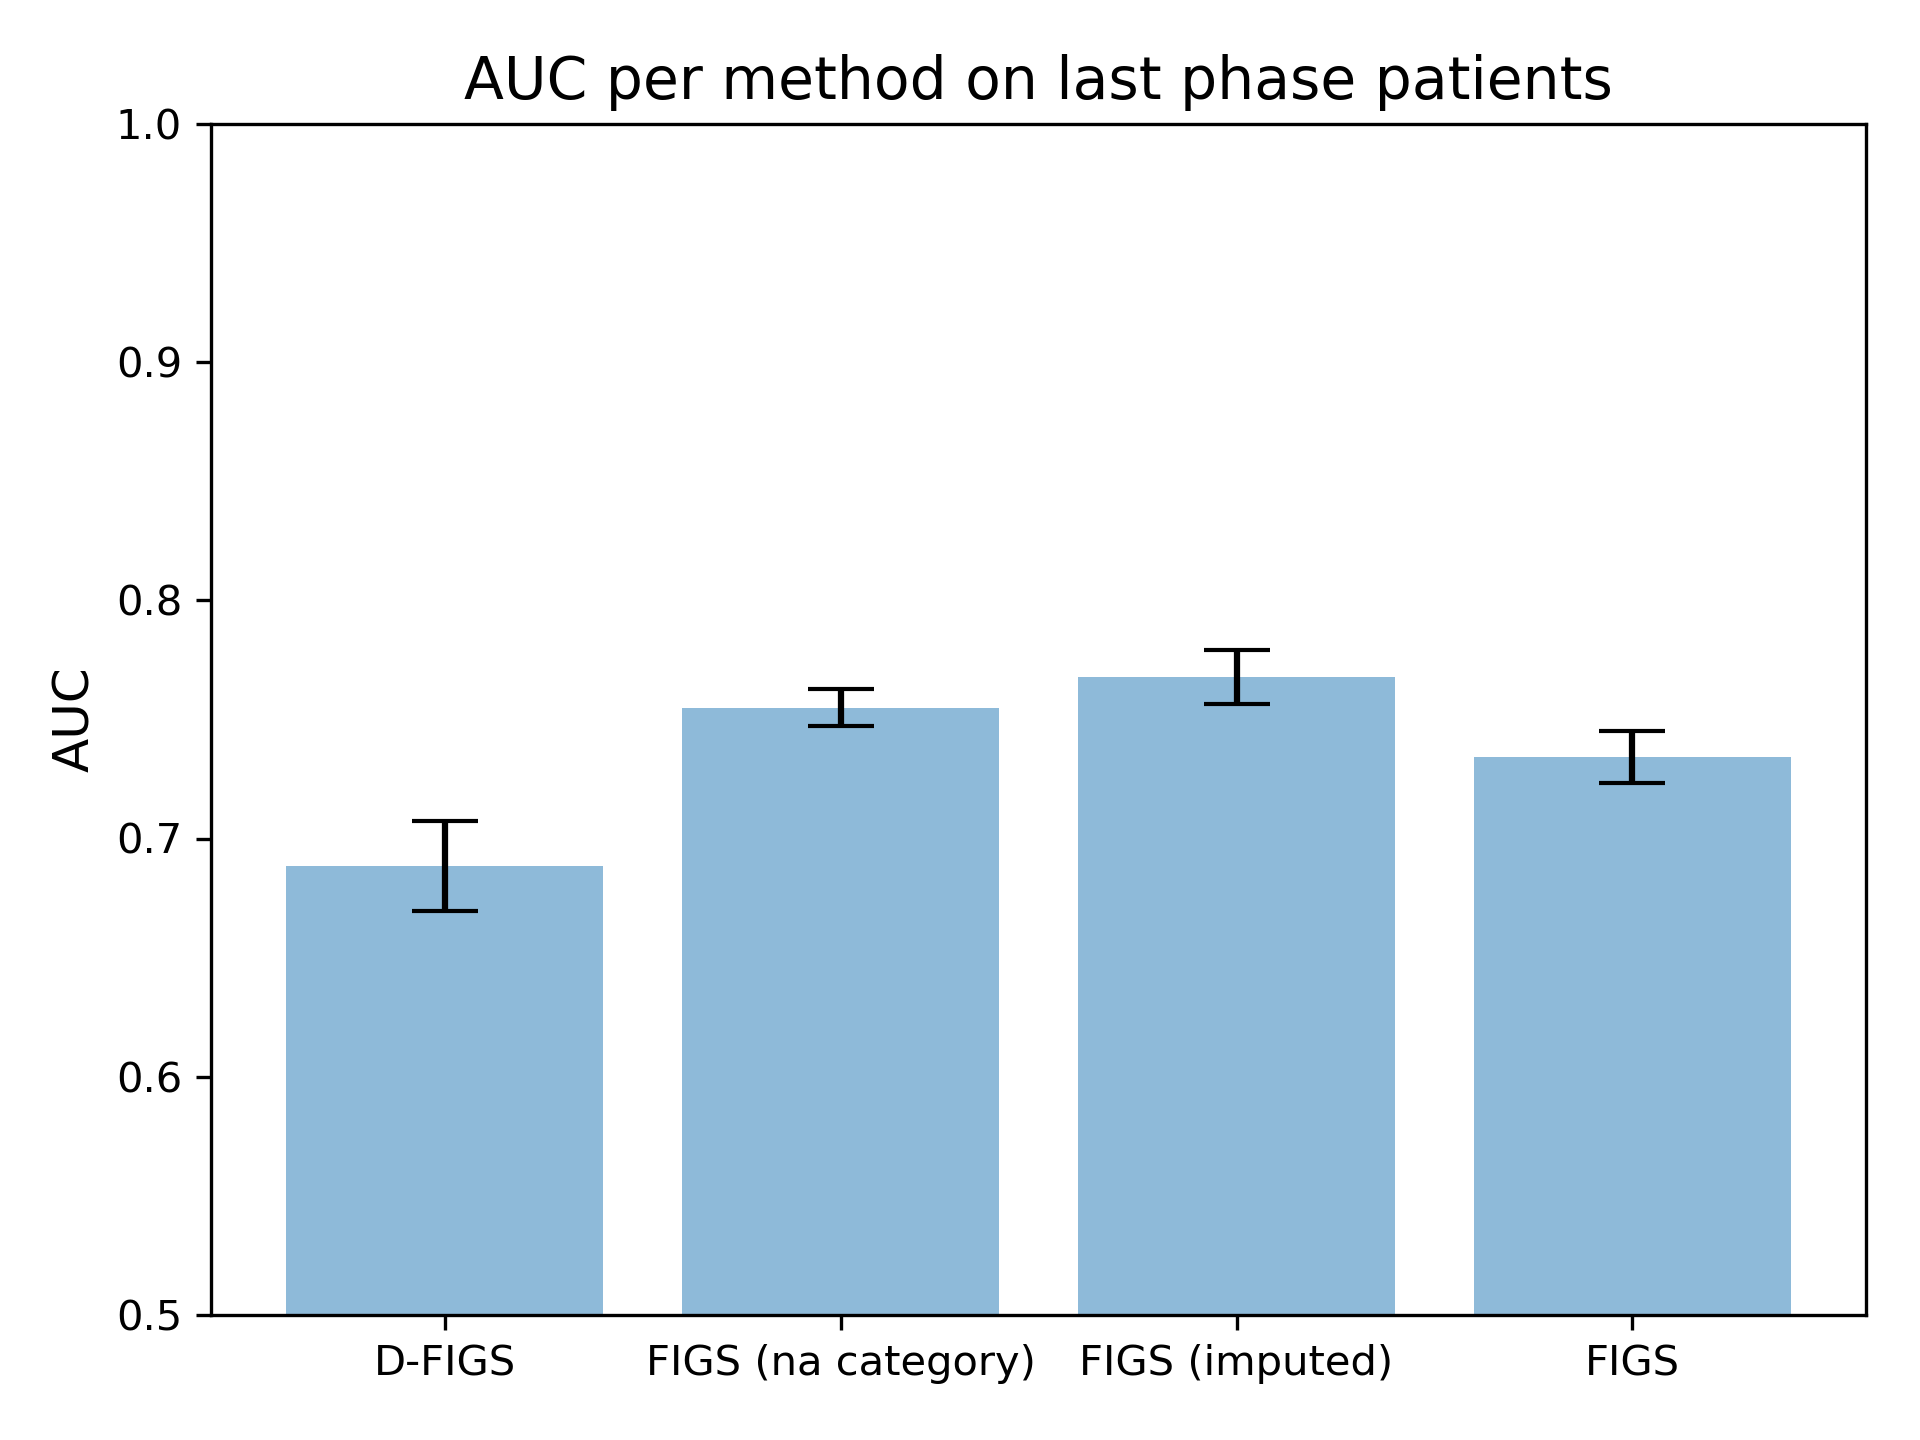 AUC per method on last phase patients
1.0
0.9
0.8
0.7
0.6
0.5
AUC
D-FIGS
FIGS (na category)
FIGS (imputed)
FIGS